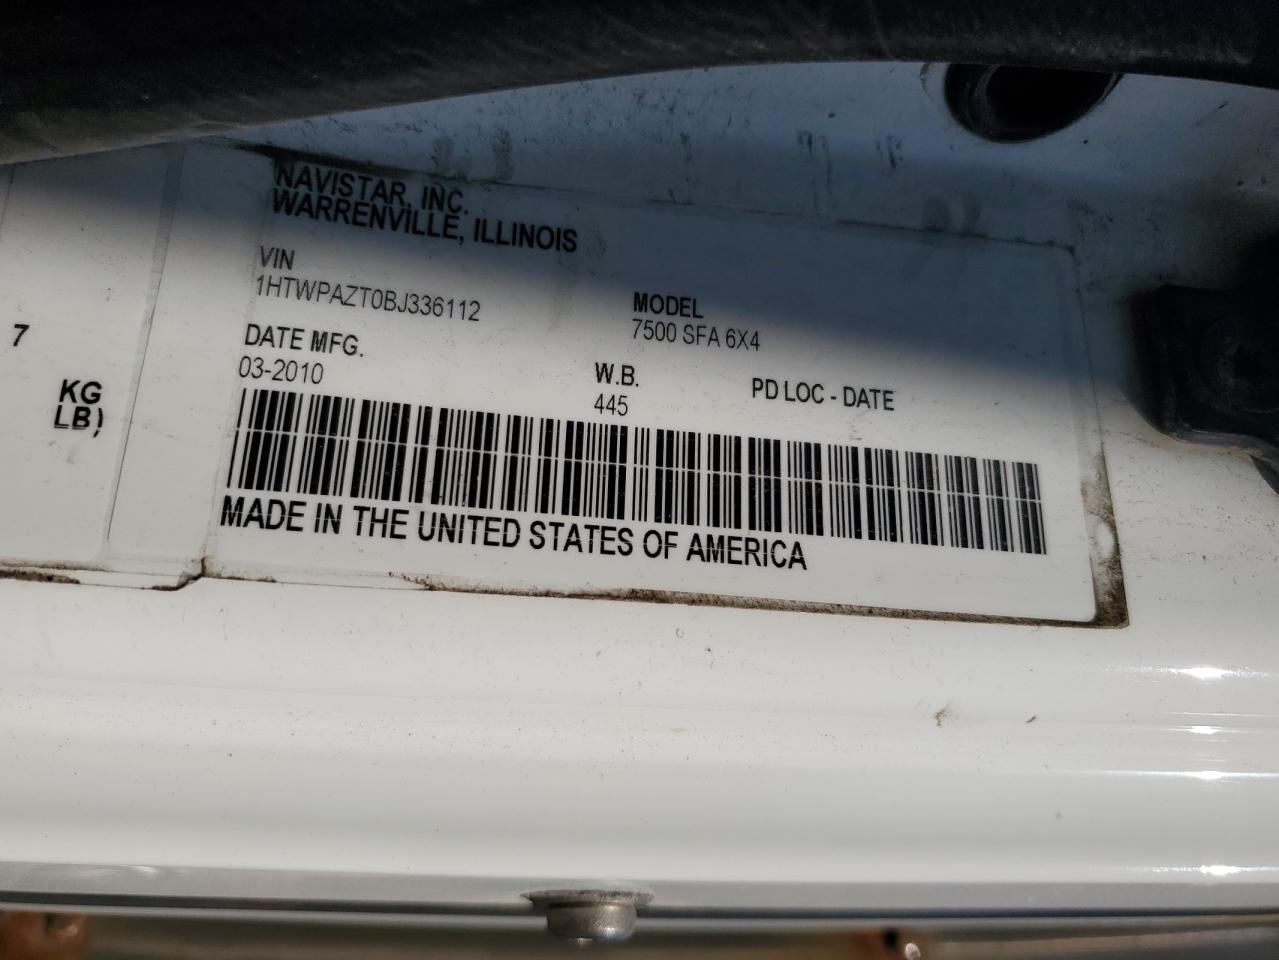 NAVISTAR, INC.
WARRENVILLE, ILLINOIS
VIN
1HTWPAZT0BJ336112
MODEL
7500 SFA 6X4
DATE MFG.
03-2010
W.B.
445
PD LOC - DATE
MADE IN THE UNITED STATES OF AMERICA
7
KG
LB)